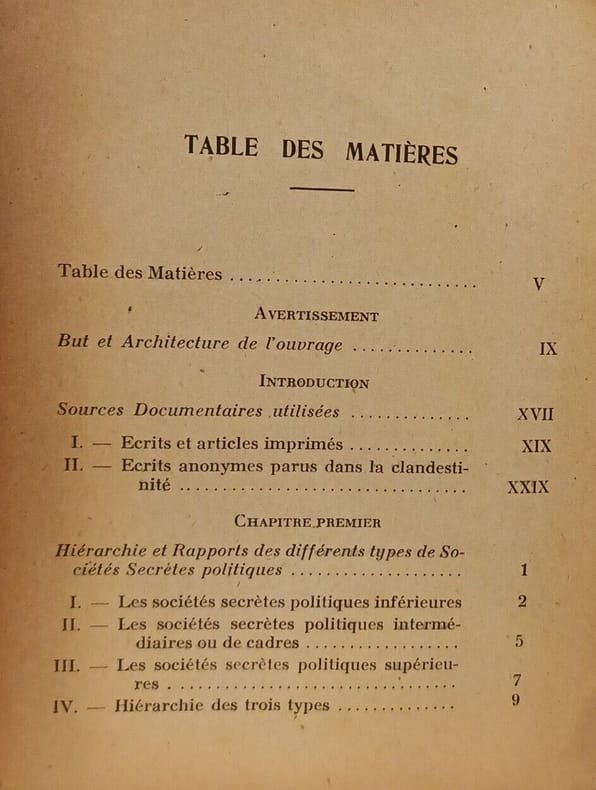 TABLE DES MATIÈRES
Table des Matières ............................ V
AVERTISSEMENT
But et Architecture de l'ouvrage .............. IX
INTRODUCTION
Sources Documentaires utilisées .............. XVII
I. — Ecrits et articles imprimés .............. XIX
II. — Ecrits anonymes parus dans la clandesti-
nité ................................. XXIX
CHAPITRE PREMIER
Hiérarchie et Rapports des différents types de So-
ciétés Secrètes politiques .................... 1
I. — Les sociétés secrètes politiques inférieures 2
II. — Les sociétés secrètes politiques intermé-
diaires ou de cadres .................. 5
III. — Les sociétés secrètes politiques supérieu-
res .................................. 7
IV. — Hiérarchie des trois types .............. 9